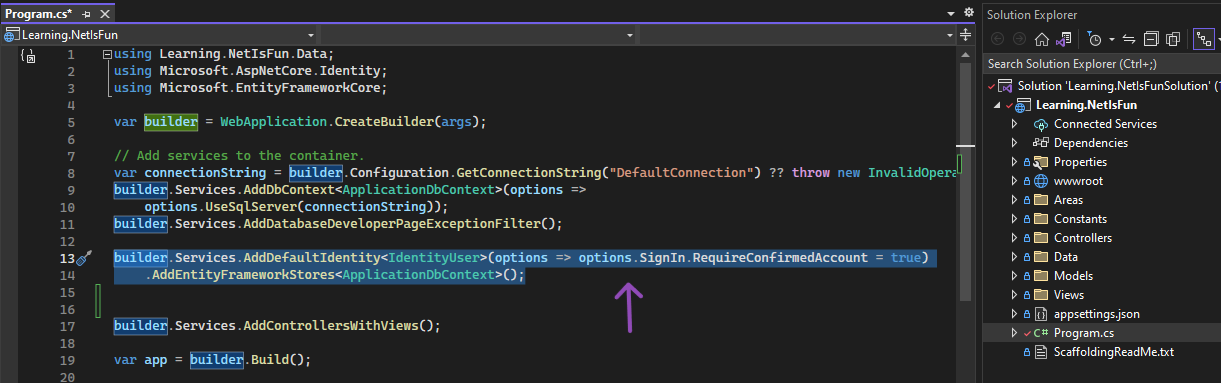 Program.cs*
Learning.NetIsFun
1 using Learning.NetIsFun.Data;
2 using Microsoft.AspNetCore.Identity;
3 using Microsoft.EntityFrameworkCore;
4
5 var builder = WebApplication.CreateBuilder(args);
6
7 // Add services to the container.
8 var connectionString = builder.Configuration.GetConnectionString("DefaultConnection") ?? throw new InvalidOpera
9 builder.Services.AddDbContext<ApplicationDbContext>(options =>
10 options.UseSqlServer(connectionString));
11 builder.Services.AddDatabaseDeveloperPageExceptionFilter();
12
13 builder.Services.AddDefaultIdentity<IdentityUser>(options => options.SignIn.RequireConfirmedAccount = true)
14 .AddEntityFrameworkStores<ApplicationDbContext>();
15
16
17 builder.Services.AddControllersWithViews();
18
19 var app = builder.Build();
20
Solution Explorer
Search Solution Explorer (Ctrl+;)
Solution 'Learning.NetIsFunSolution' (
Learning.NetIsFun
Connected Services
Dependencies
Properties
wwwroot
Areas
Constants
Controllers
Data
Models
Views
appsettings.json
C# Program.cs
ScaffoldingReadMe.txt